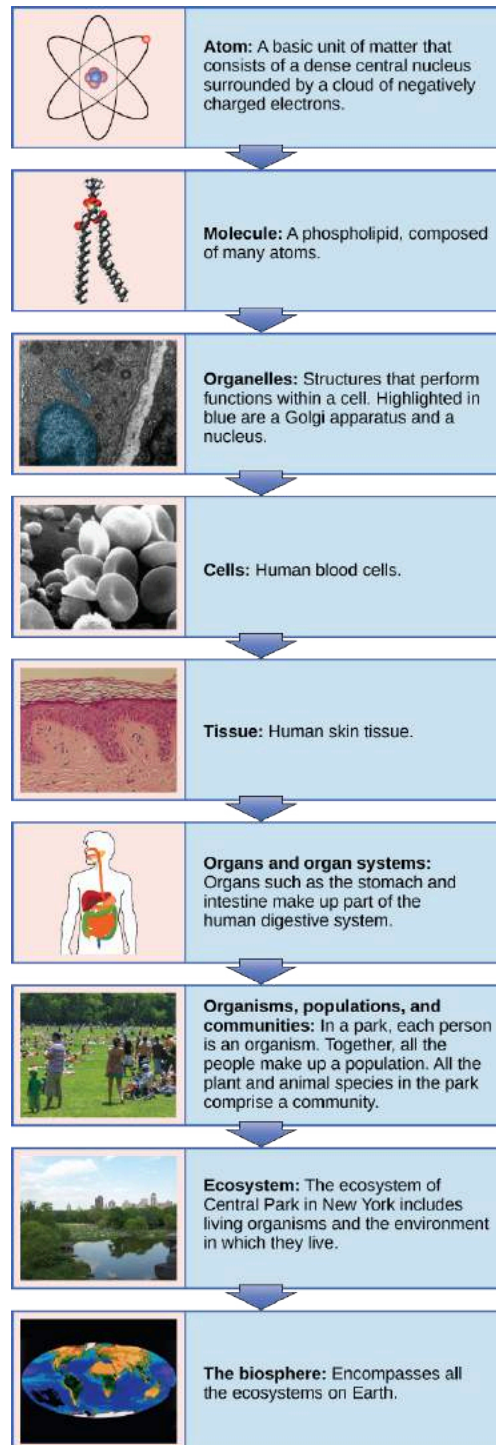 Atom: A basic unit of matter that
consists of a dense central nucleus
surrounded by a cloud of negatively
charged electrons.
Molecule: A phospholipid, composed
of many atoms.
Organelles: Structures that perform
functions within a cell. Highlighted in
blue are a Golgi apparatus and a
nucleus.
Cells: Human blood cells.
Tissue: Human skin tissue.
Organs and organ systems:
Organs such as the stomach and
intestine make up part of the
human digestive system.
Organisms, populations, and
communities: In a park, each person
is an organism. Together, all the
people make up a population. All the
plant and animal species in the park
comprise a community.
Ecosystem: The ecosystem of
Central Park in New York includes
living organisms and the environment
in which they live.
The biosphere: Encompasses all
the ecosystems on Earth.